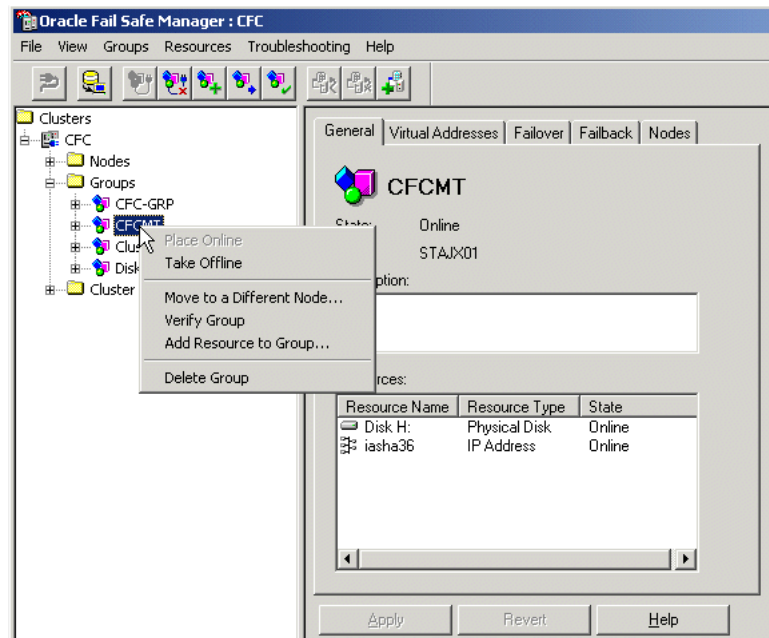 Oracle Fail Safe Manager : CFC
File View Groups Resources Troubleshooting Help
Clusters
CFC
Nodes
Groups
CFC-GRP
CFCMT
Clu
Disk
Cluster
Place Online
Take Offline
Move to a Different Node...
Verify Group
Add Resource to Group...
Delete Group
General Virtual Addresses Failover Failback Nodes
CFCMT
State: Online
STAJX01
ption:
rces:
Resource Name Resource Type State
Disk H: Physical Disk Online
iasha36 IP Address Online
Apply Revert Help